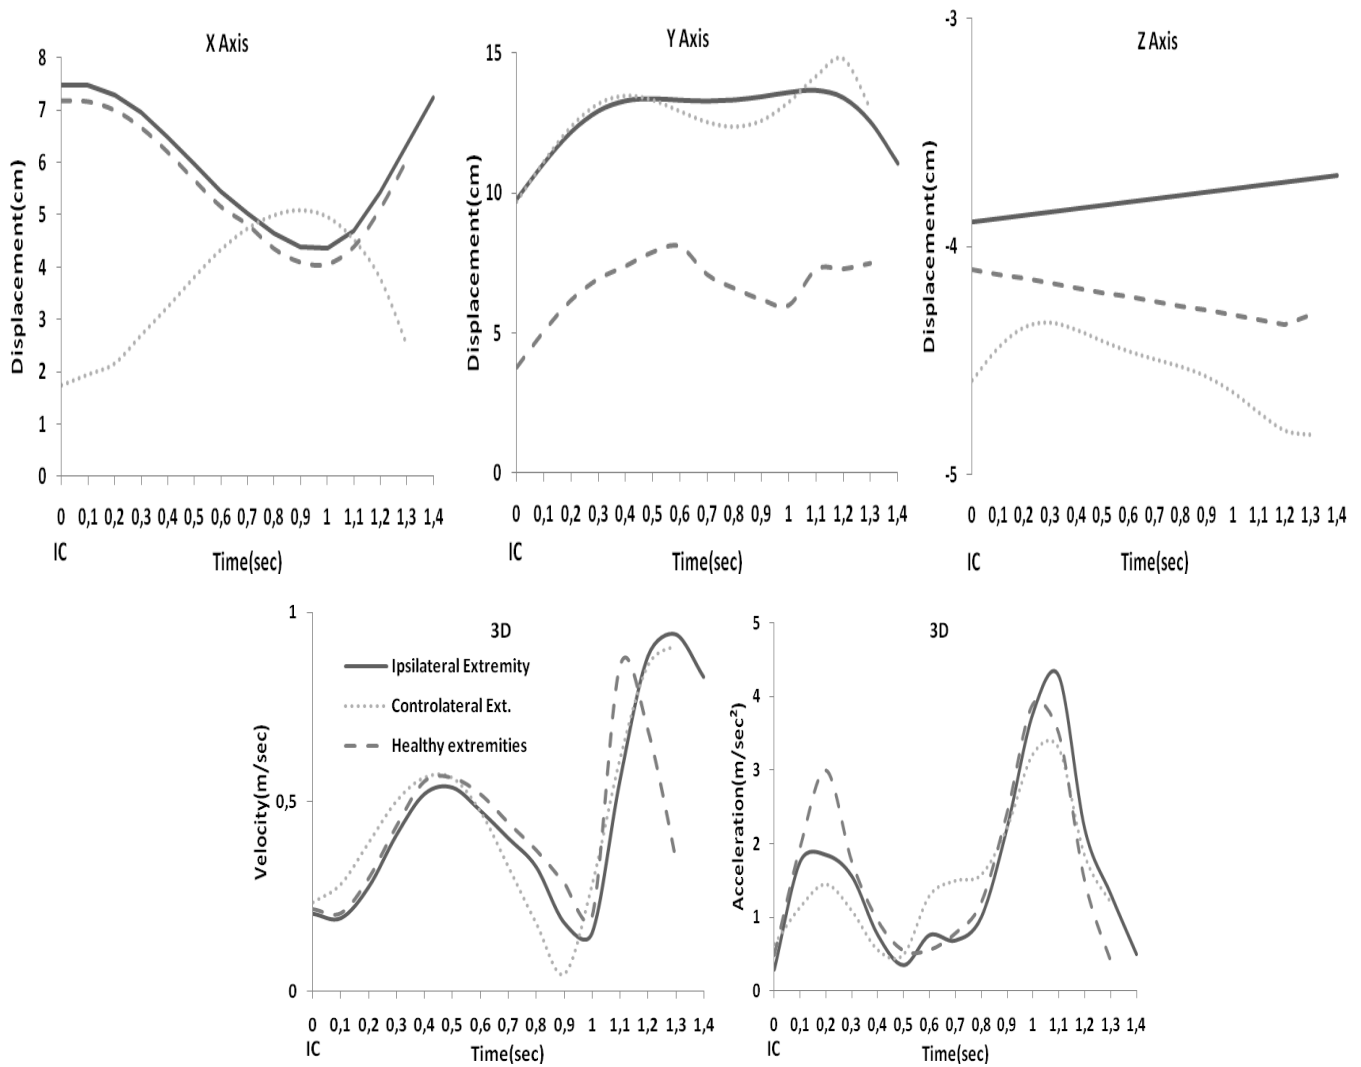 X Axis
8
7
6
5
4
3
2
1
0
Displacement(cm)
0 0,1 0,2 0,3 0,4 0,5 0,6 0,7 0,8 0,9 1 1,1 1,2 1,3 1,4
IC
Time(sec)
Y Axis
15
10
5
0
Displacement(cm)
0 0,1 0,2 0,3 0,4 0,5 0,6 0,7 0,8 0,9 1 1,1 1,2 1,3 1,4
IC
Time(sec)
Z Axis
-3
-4
-5
Displacement(cm)
0 0,1 0,2 0,3 0,4 0,5 0,6 0,7 0,8 0,9 1 1,1 1,2 1,3 1,4
IC
Time(sec)
3D
1
0,5
0
Velocity(m/sec)
Ipsilateral Extremity
Controlateral Ext.
Healthy extremities
0 0,1 0,2 0,3 0,4 0,5 0,6 0,7 0,8 0,9 1 1,1 1,2 1,3 1,4
IC
Time(sec)
3D
5
4
3
2
1
0
Acceleration(m/sec²)
0 0,1 0,2 0,3 0,4 0,5 0,6 0,7 0,8 0,9 1 1,1 1,2 1,3 1,4
IC
Time(sec)